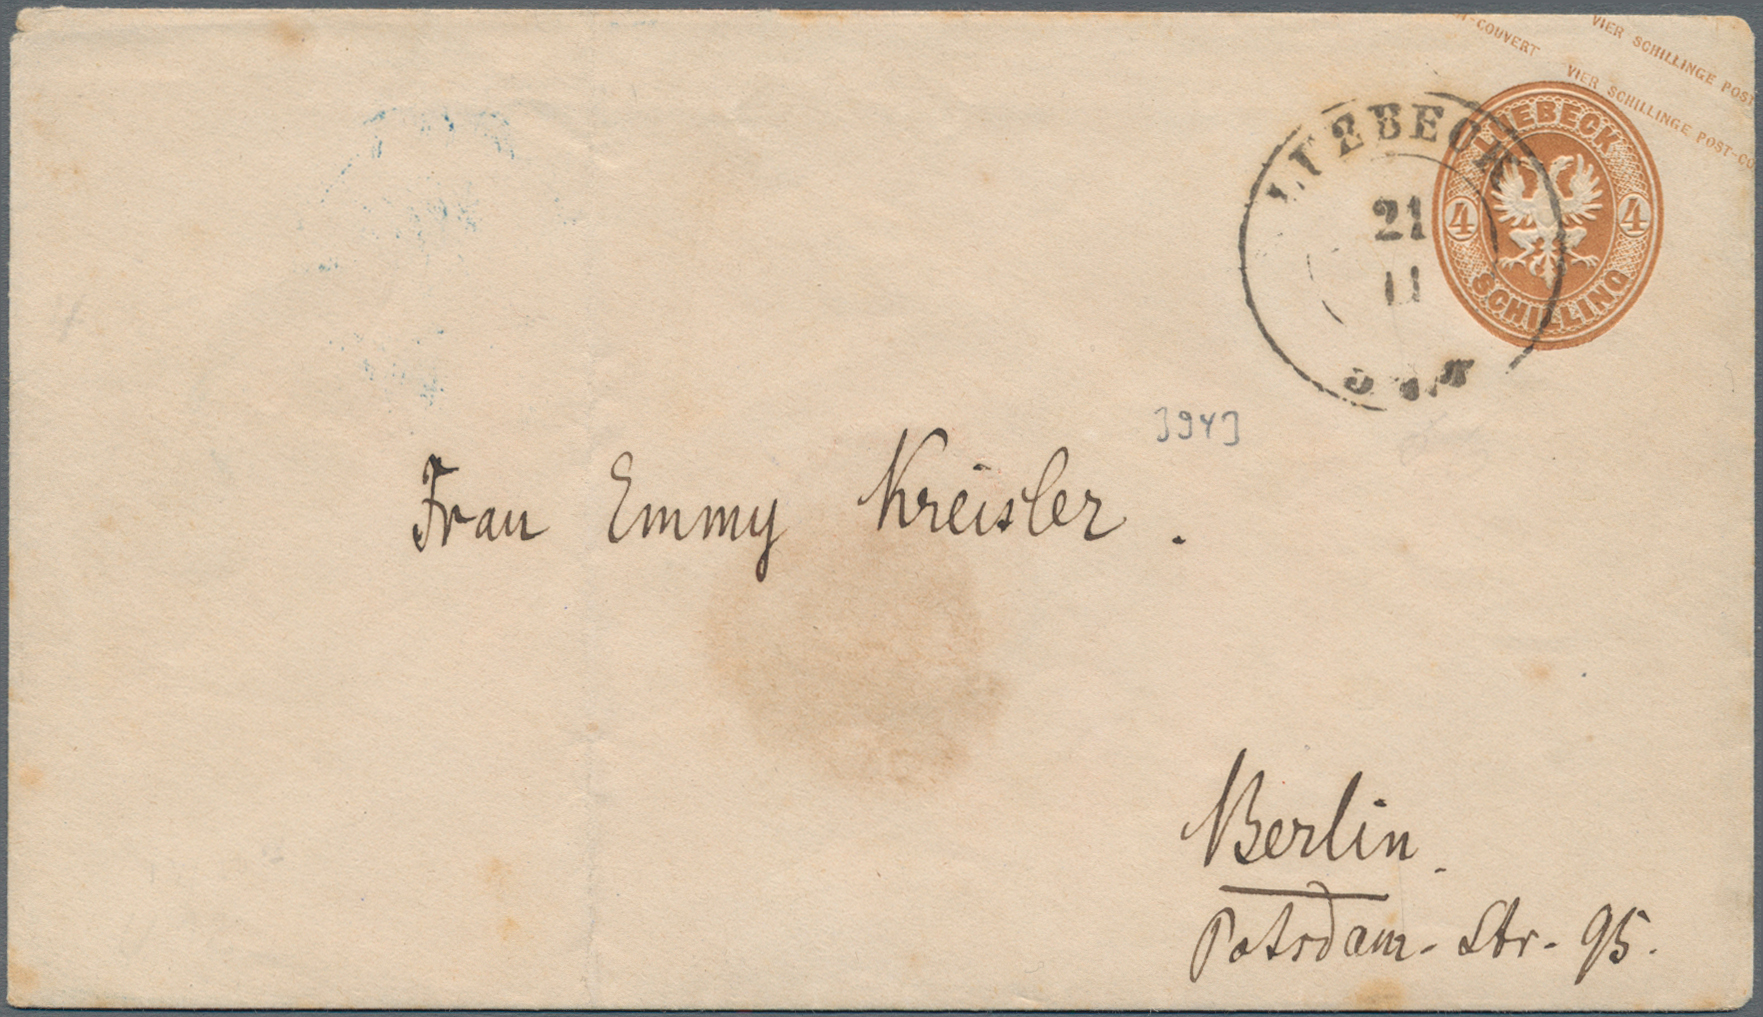 -COUVERT
VIER SCHILLINGE POST
VIER SCHILLINGE POST-CO
LUEBECK
4 4
SCHILLING
LUEBECK
21
11
Frau Emmy Kreisler.
Berlin.
Potsdam. Str. 95.